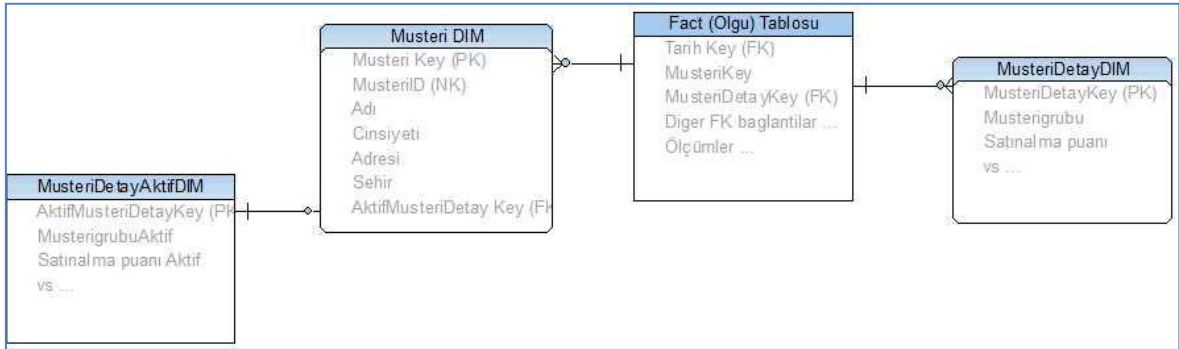 Musteri DIM
Musteri Key (PK)
MusteriID (NK)
Adı
Cinsiyeti
Adresi
Sehir
AktifMusteriDetay Key (FK
Fact (Olgu) Tablosu
Tarih Key (FK)
MusteriKey
MusteriDetayKey (FK)
Diger FK baglantilar ...
Ölçümler ...
MusteriDetayDIM
MusteriDetayKey (PK)
Musterigrubu
Satınalma puanı
vs ...
MusteriDetayAktifDIM
AktifMusteriDetayKey (PK
MusterigrubuAktif
Satınalma puanı Aktif
vs ...